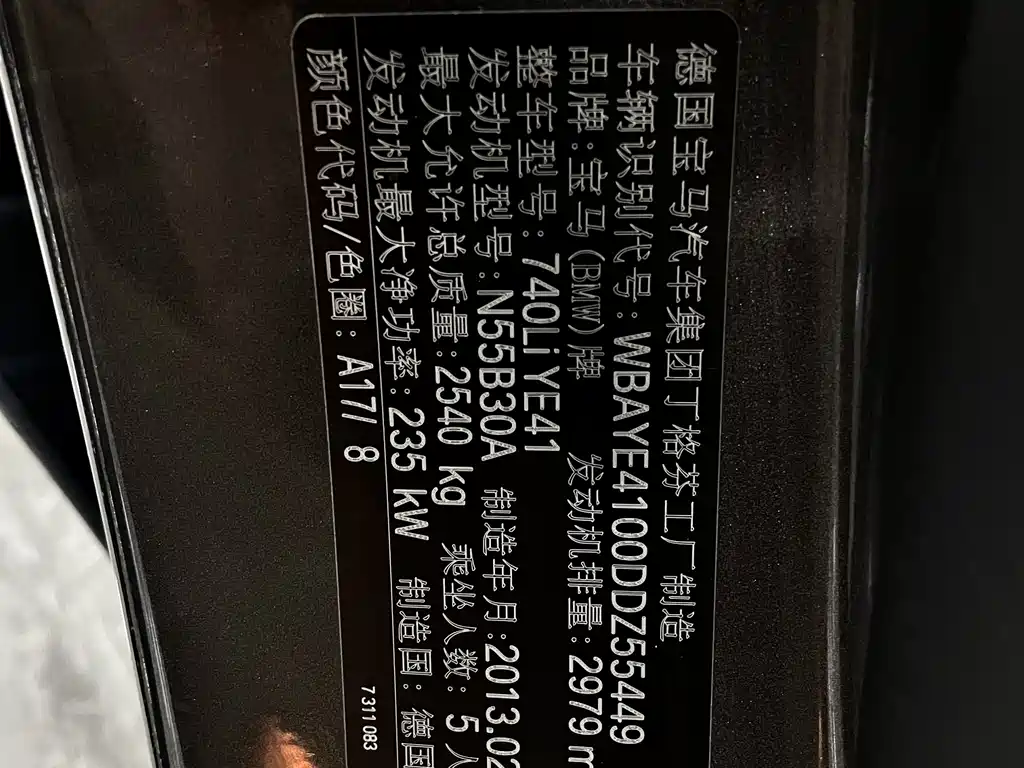 德国宝马汽车集团丁格芬工厂制造
车辆识别代号: WBAYE4100DDZ55449
品牌:宝马(BMW)牌 发动机排量: 2979 m
整车型号: 740Li YE41
发动机型号: N55B30A 制造年月:2013.02
最大允许总质量:2540 kg 乘坐人数: 5 人
发动机最大净功率: 235 kW 制造国: 德国
颜色代码/色圈: A17/ 8
7311083